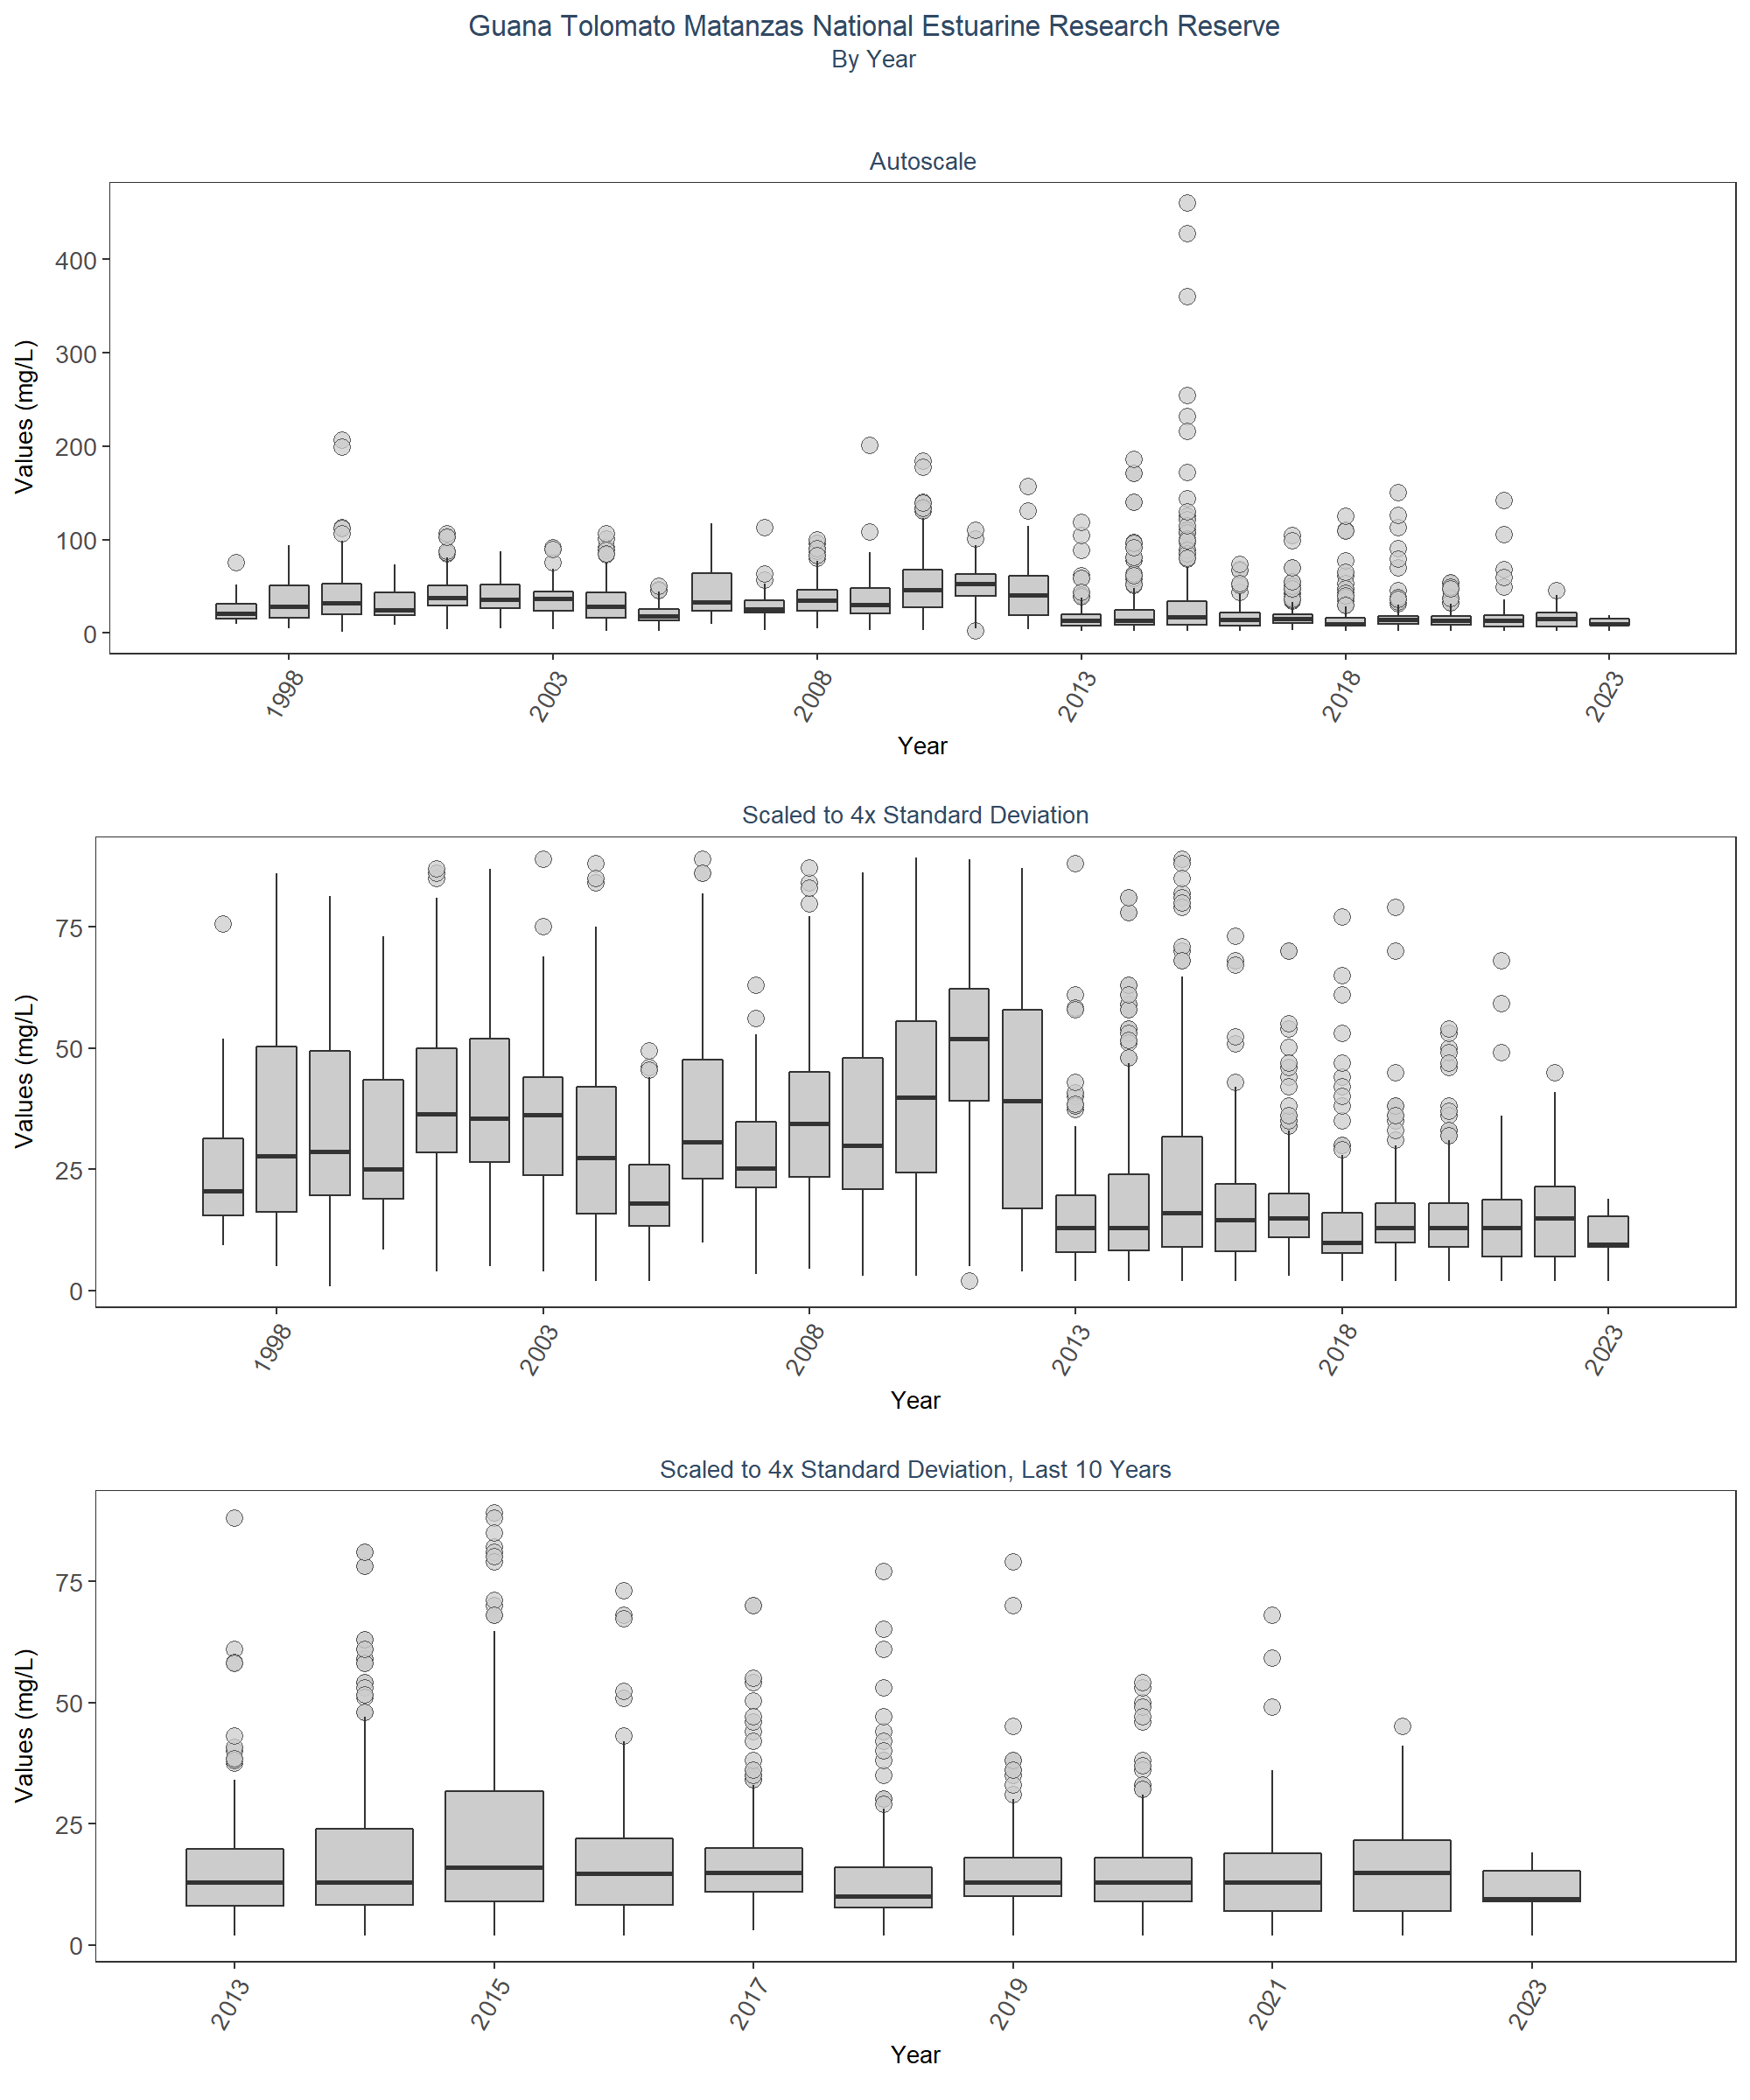 Guana Tolomato Matanzas National Estuarine Research Reserve
By Year
Autoscale
Values (mg/L)
400
300
200
100
0
1998
2003
2008
2013
2018
2023
Year
Scaled to 4x Standard Deviation
Values (mg/L)
75
50
25
0
1998
2003
2008
2013
2018
2023
Year
Scaled to 4x Standard Deviation, Last 10 Years
Values (mg/L)
75
50
25
0
2013
2015
2017
2019
2021
2023
Year